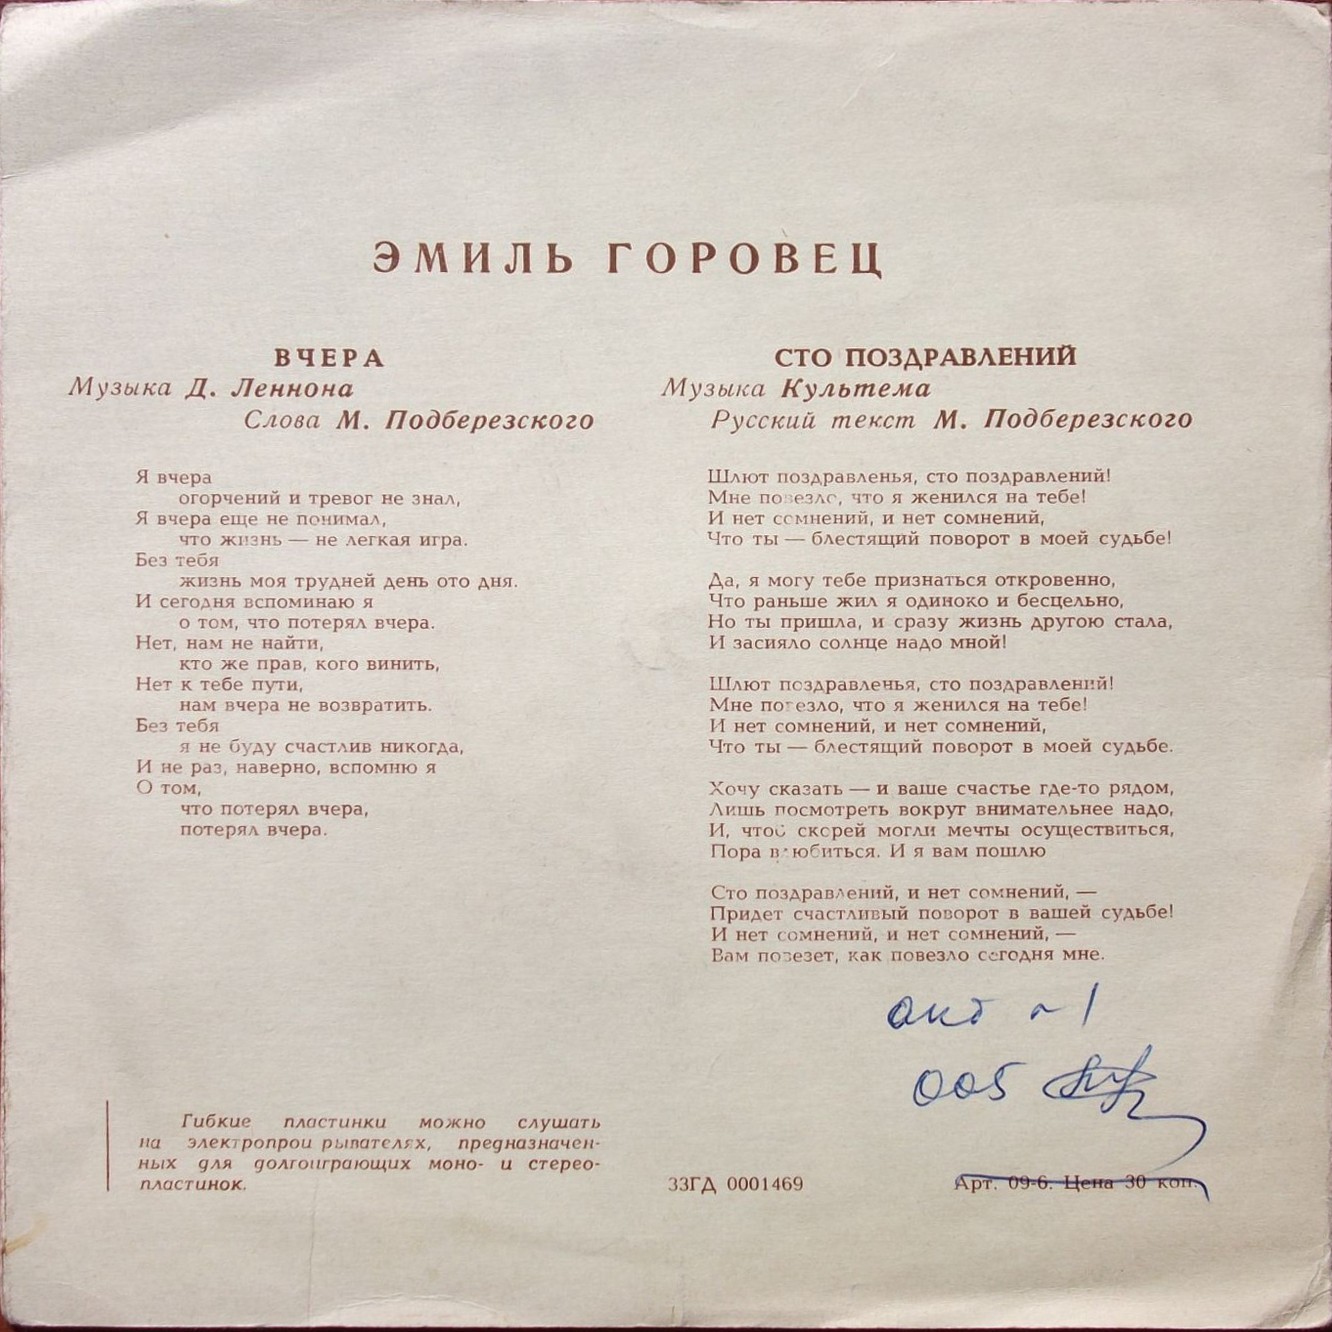 ЭМИЛЬ ГОРОВЕЦ
ВЧЕРА
Музыка Д. Леннона
Слова М. Подберезского
Я вчера
огорчений и тревог не знал,
Я вчера еще не понимал,
что жизнь — не легкая игра.
Без тебя
жизнь моя трудней день ото дня.
И сегодня вспоминаю я
о том, что потерял вчера.
Нет, нам не найти,
кто же прав, кого винить,
Нет к тебе пути,
нам вчера не возвратить.
Без тебя
я не буду счастлив никогда,
И не раз, наверно, вспомню я
О том,
что потерял вчера,
потерял вчера.
Гибкие пластинки можно слушать
на электропроигрывателях, предназначен-
ных для долгоиграющих моно- и стерео-
пластинок.
СТО ПОЗДРАВЛЕНИЙ
Музыка Культема
Русский текст М. Подберезского
Шлют поздравленья, сто поздравлений!
Мне повезло, что я женился на тебе!
И нет сомнений, и нет сомнений,
Что ты — блестящий поворот в моей судьбе!
Да, я могу тебе признаться откровенно,
Что раньше жил я одиноко и бесцельно,
Но ты пришла, и сразу жизнь другою стала,
И засияло солнце надо мной!
Шлют поздравленья, сто поздравлений!
Мне повезло, что я женился на тебе!
И нет сомнений, и нет сомнений,
Что ты — блестящий поворот в моей судьбе.
Хочу сказать — и ваше счастье где-то рядом,
Лишь посмотреть вокруг внимательнее надо,
И, чтоб скорей могли мечты осуществиться,
Пора влюбиться. И я вам пошлю
Сто поздравлений, и нет сомнений, —
Придет счастливый поворот в вашей судьбе!
И нет сомнений, и нет сомнений, —
Вам повезет, как повезло сегодня мне.
акт ~ 1
005
33ГД 0001469
Арт. 09-6. Цена 30 коп.